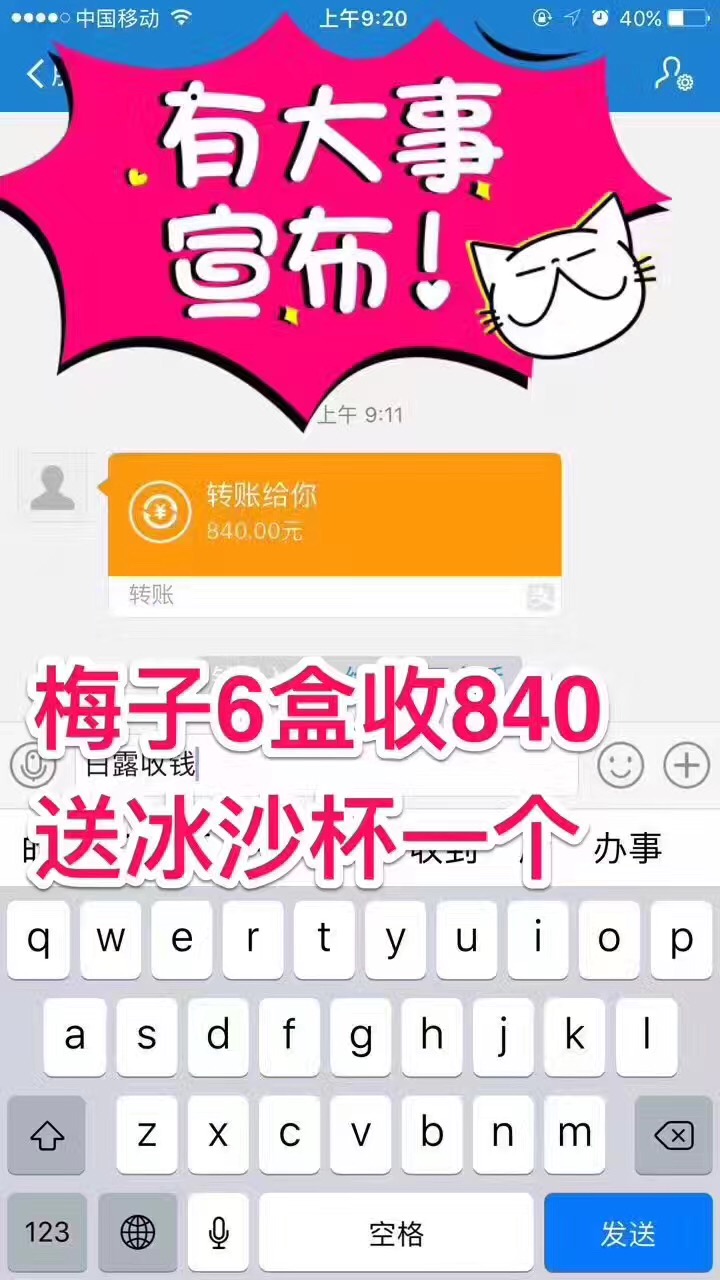 中国移动 上午9:20 40%
有大事
宣布!
上午 9:11
转账给你
840.00元
转账
梅子6盒收840
白露收钱
送冰沙杯一个
收到 办事
q w e r t y u i o p
a s d f g h j k l
z x c v b n m
123 空格 发送